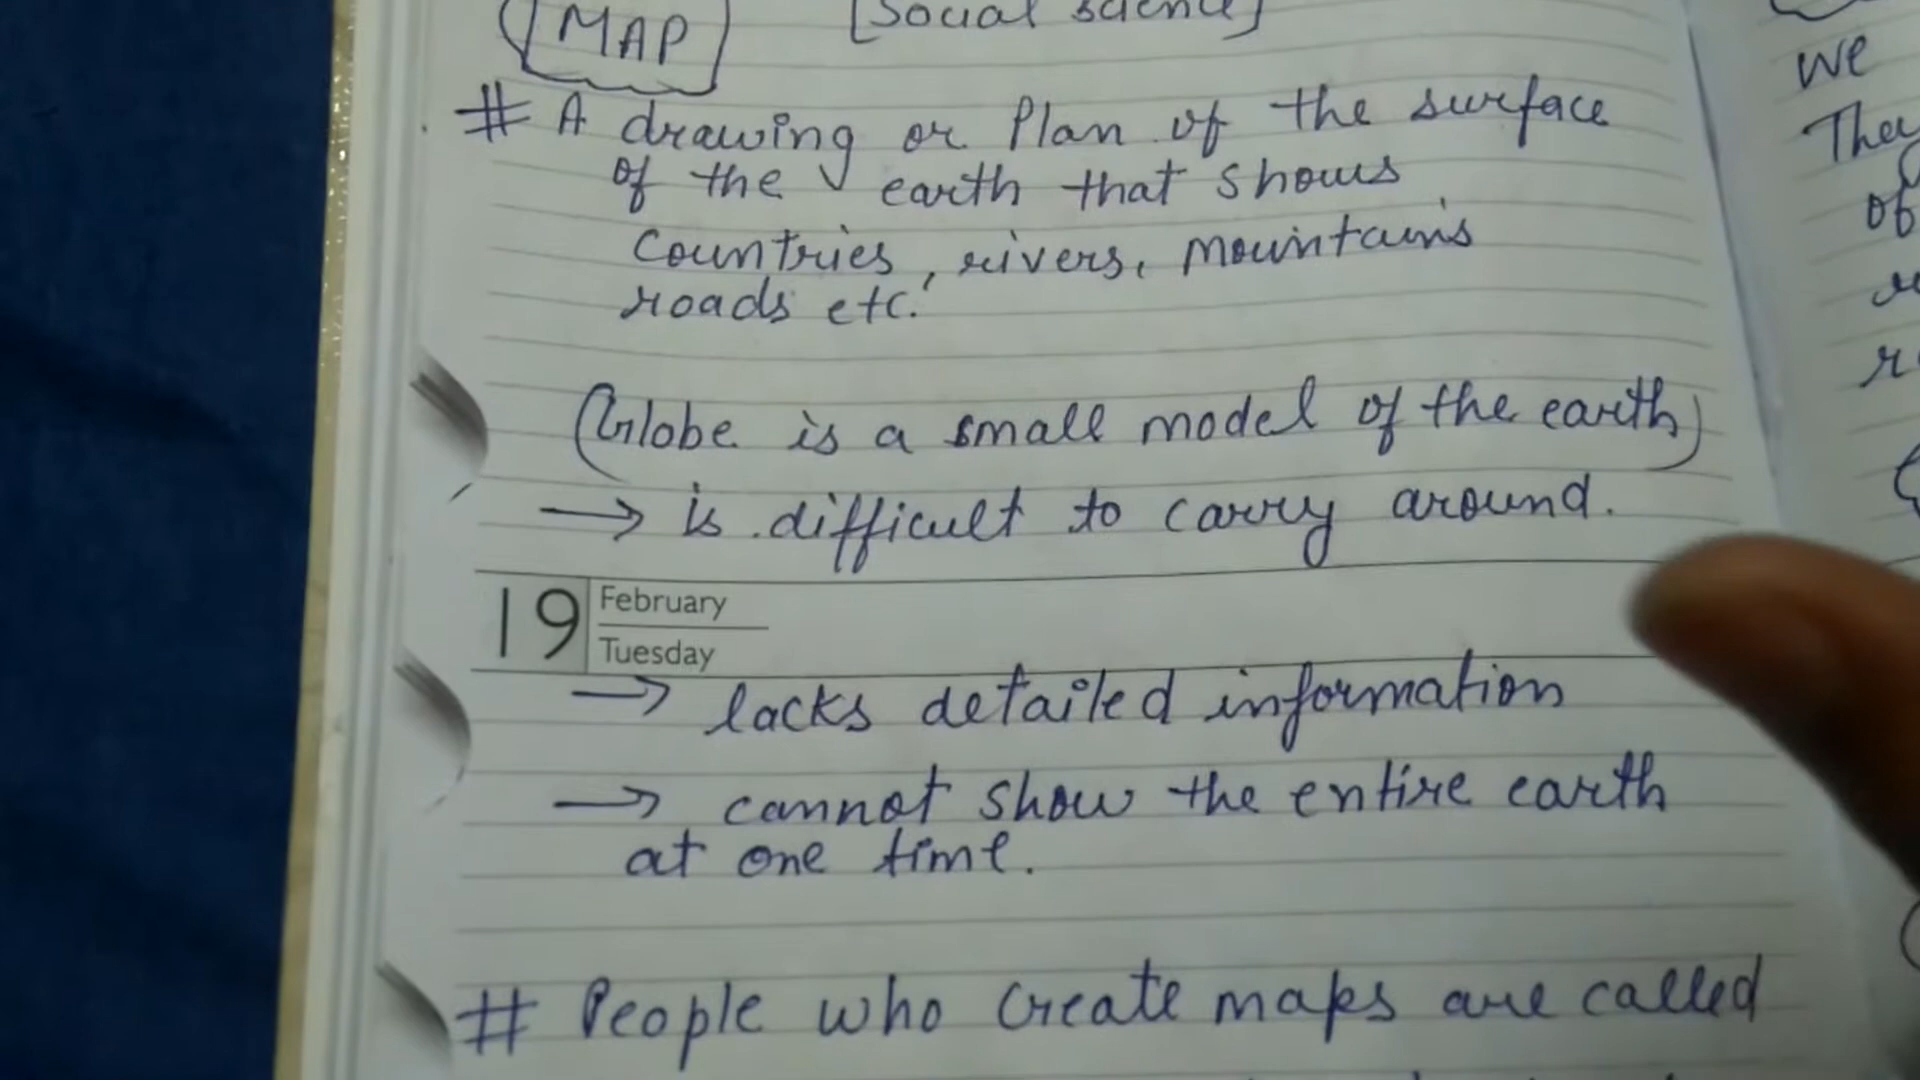 MAP [Social science]
# A drawing or Plan of the surface
of the earth that shows
Countries, rivers, Mountains
roads etc.
(Globe is a small model of the earth)
→ is difficult to carry around.
19 February
Tuesday
→ lacks detailed information
→ cannot show the entire earth
at one time.
# People who Create maps are called
We
of